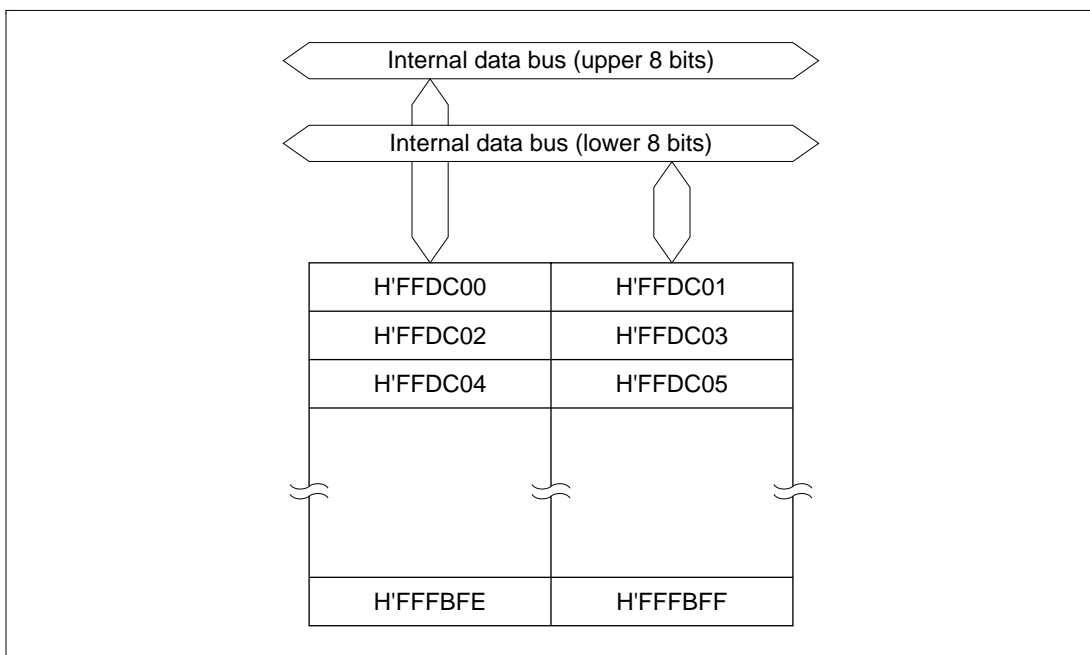 Internal data bus (upper 8 bits)
Internal data bus (lower 8 bits)
H'FFDC00 H'FFDC01
H'FFDC02 H'FFDC03
H'FFDC04 H'FFDC05
H'FFFBFE H'FFFBFF